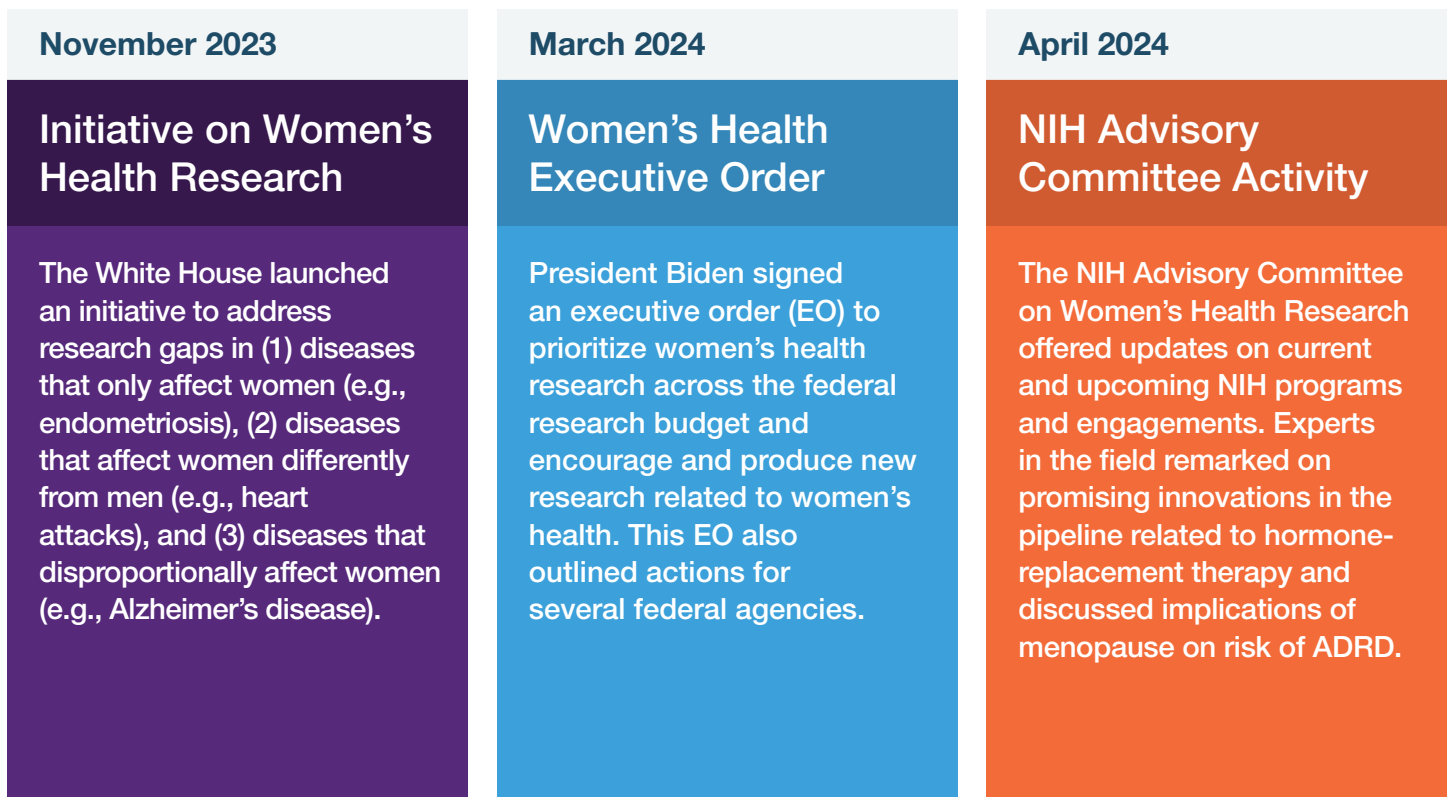 November 2023
Initiative on Women’s
Health Research
The White House launched
an initiative to address
research gaps in (1) diseases
that only affect women (e.g.,
endometriosis), (2) diseases
that affect women differently
from men (e.g., heart
attacks), and (3) diseases that
disproportionally affect women
(e.g., Alzheimer’s disease).
March 2024
Women’s Health
Executive Order
President Biden signed
an executive order (EO) to
prioritize women’s health
research across the federal
research budget and
encourage and produce new
research related to women’s
health. This EO also
outlined actions for
several federal agencies.
April 2024
NIH Advisory
Committee Activity
The NIH Advisory Committee
on Women’s Health Research
offered updates on current
and upcoming NIH programs
and engagements. Experts
in the field remarked on
promising innovations in the
pipeline related to hormone-
replacement therapy and
discussed implications of
menopause on risk of ADRD.